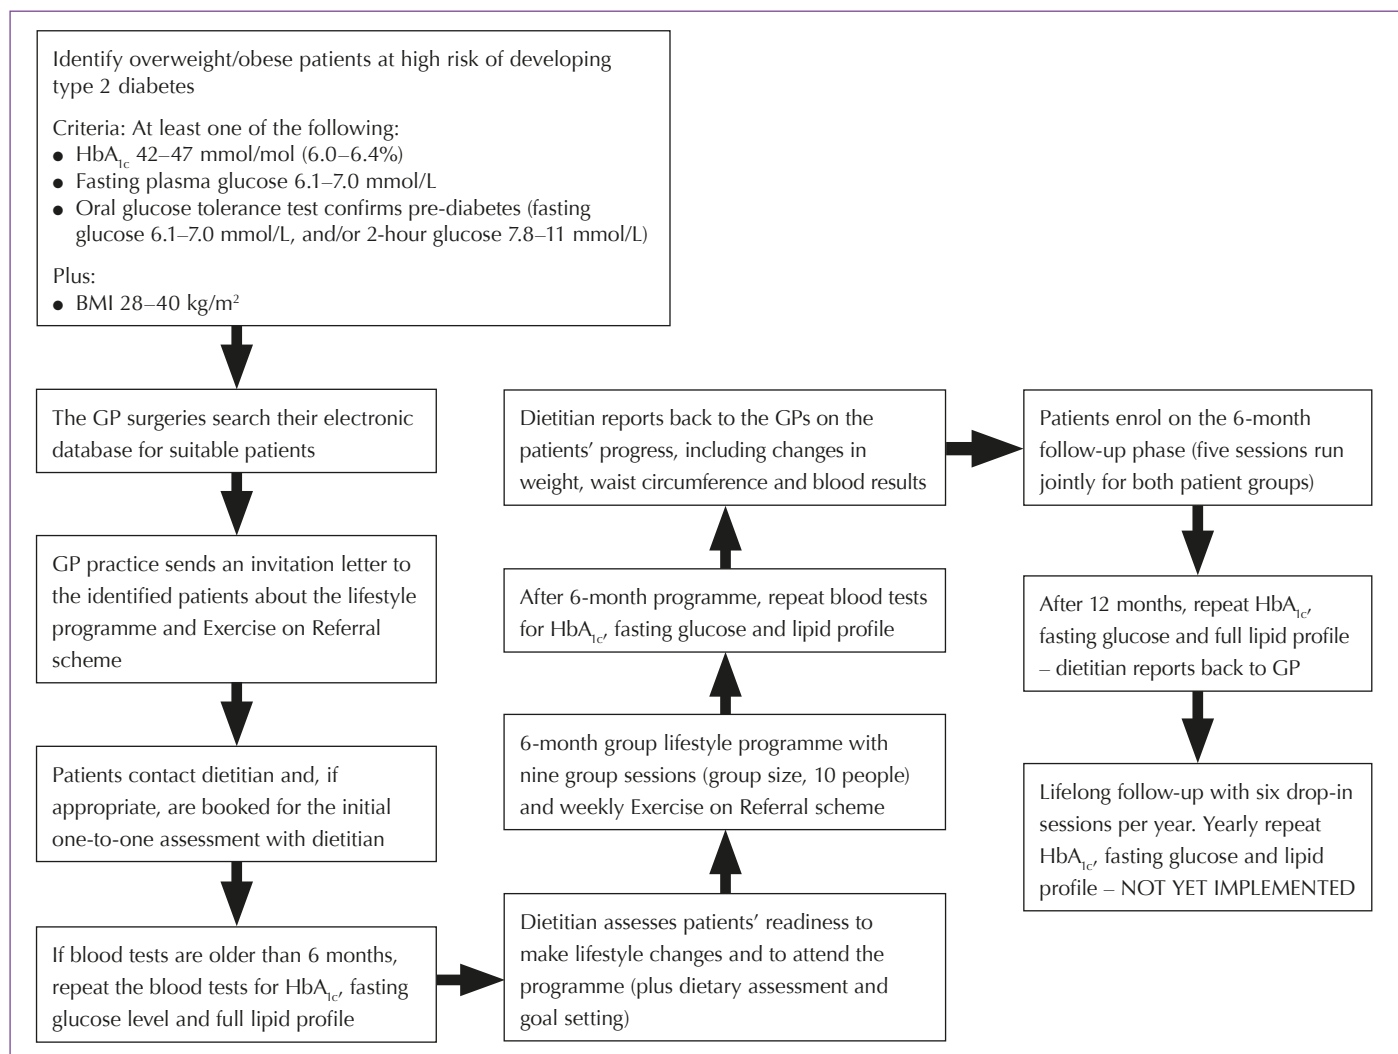 Identify overweight/obese patients at high risk of developing
type 2 diabetes
Criteria: At least one of the following:
● HbA1c 42–47 mmol/mol (6.0–6.4%)
● Fasting plasma glucose 6.1–7.0 mmol/L
● Oral glucose tolerance test confirms pre-diabetes (fasting
glucose 6.1–7.0 mmol/L, and/or 2-hour glucose 7.8–11 mmol/L)
Plus:
● BMI 28–40 kg/m²
The GP surgeries search their electronic
database for suitable patients
GP practice sends an invitation letter to
the identified patients about the lifestyle
programme and Exercise on Referral
scheme
Patients contact dietitian and, if
appropriate, are booked for the initial
one-to-one assessment with dietitian
If blood tests are older than 6 months,
repeat the blood tests for HbA1c, fasting
glucose level and full lipid profile
Dietitian assesses patients’ readiness to
make lifestyle changes and to attend the
programme (plus dietary assessment and
goal setting)
6-month group lifestyle programme with
nine group sessions (group size, 10 people)
and weekly Exercise on Referral scheme
After 6-month programme, repeat blood tests
for HbA1c, fasting glucose and lipid profile
Dietitian reports back to the GPs on the
patients’ progress, including changes in
weight, waist circumference and blood results
Patients enrol on the 6-month
follow-up phase (five sessions run
jointly for both patient groups)
After 12 months, repeat HbA1c,
fasting glucose and full lipid profile
– dietitian reports back to GP
Lifelong follow-up with six drop-in
sessions per year. Yearly repeat
HbA1c, fasting glucose and lipid
profile – NOT YET IMPLEMENTED